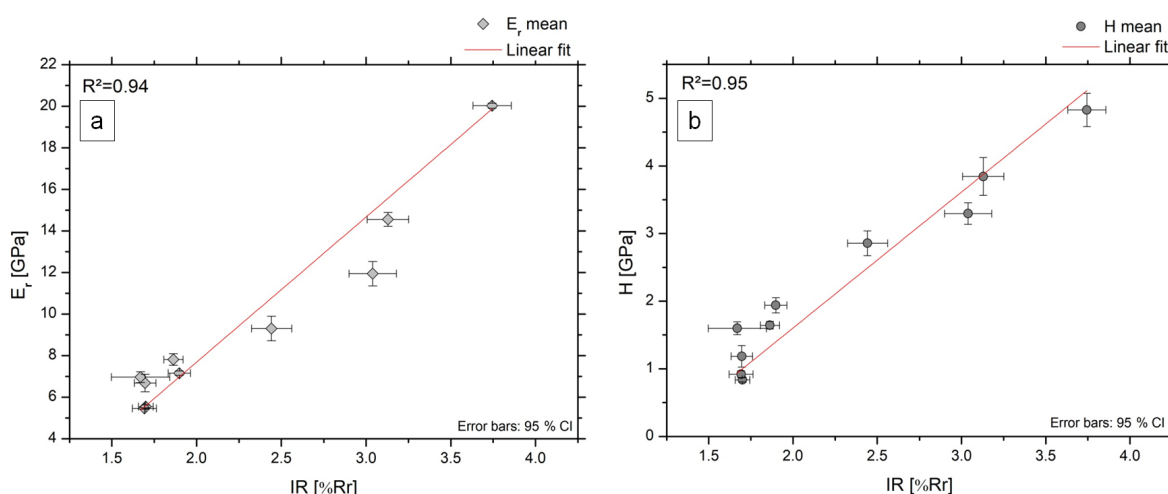 Er mean
Linear fit
R²=0.94
a
22
20
18
16
14
12
10
8
6
4
Er [GPa]
1.5 2.0 2.5 3.0 3.5 4.0
IR [%Rr]
Error bars: 95 % CI
H mean
Linear fit
R²=0.95
b
5
4
3
2
1
0
H [GPa]
1.5 2.0 2.5 3.0 3.5 4.0
IR [%Rr]
Error bars: 95 % CI